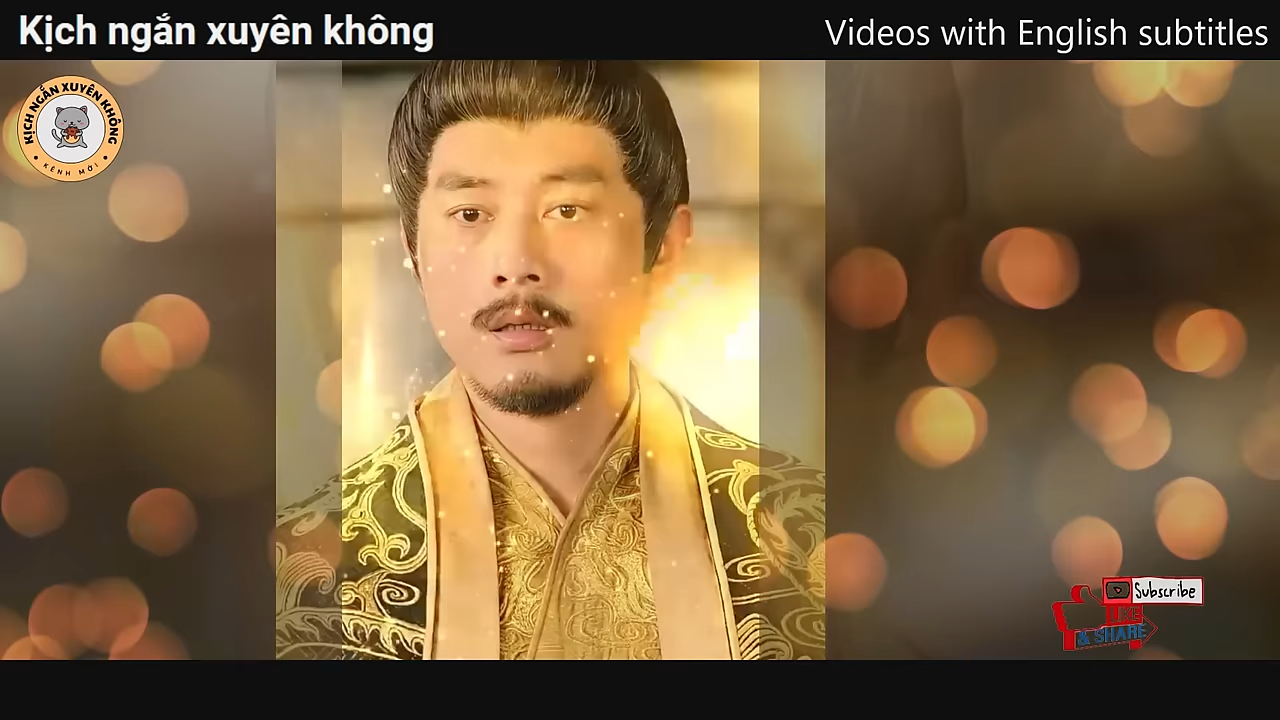 Kịch ngắn xuyên không
Videos with English subtitles
KỊCH NGẮN XUYÊN KHÔNG
• KÊNH MỚI •
Subscribe
LIKE
& SHARE